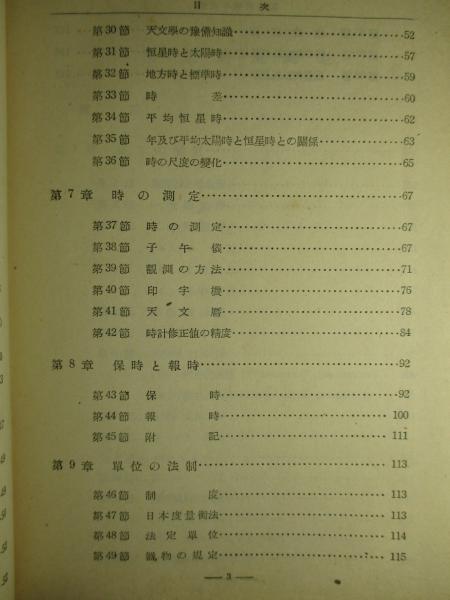 目次
第30節 天文學の豫備知識 52
第31節 恒星時と太陽時 57
第32節 地方時と標準時 59
第33節 時差 60
第34節 平均恒星時 62
第35節 年及び平均太陽時と恒星時との關係 63
第36節 時の尺度の變化 65
第7章 時の測定 67
第37節 時の測定 67
第38節 子午儀 67
第39節 觀測の方法 71
第40節 印字機 76
第41節 天文曆 78
第42節 時計修正値の精度 84
第8章 保時と報時 92
第43節 保時 92
第44節 報時 100
第45節 附記 111
第9章 單位の法制 113
第46節 制度 113
第47節 日本度量衡法 113
第48節 法定單位 114
第49節 の規定 115
— 3 —